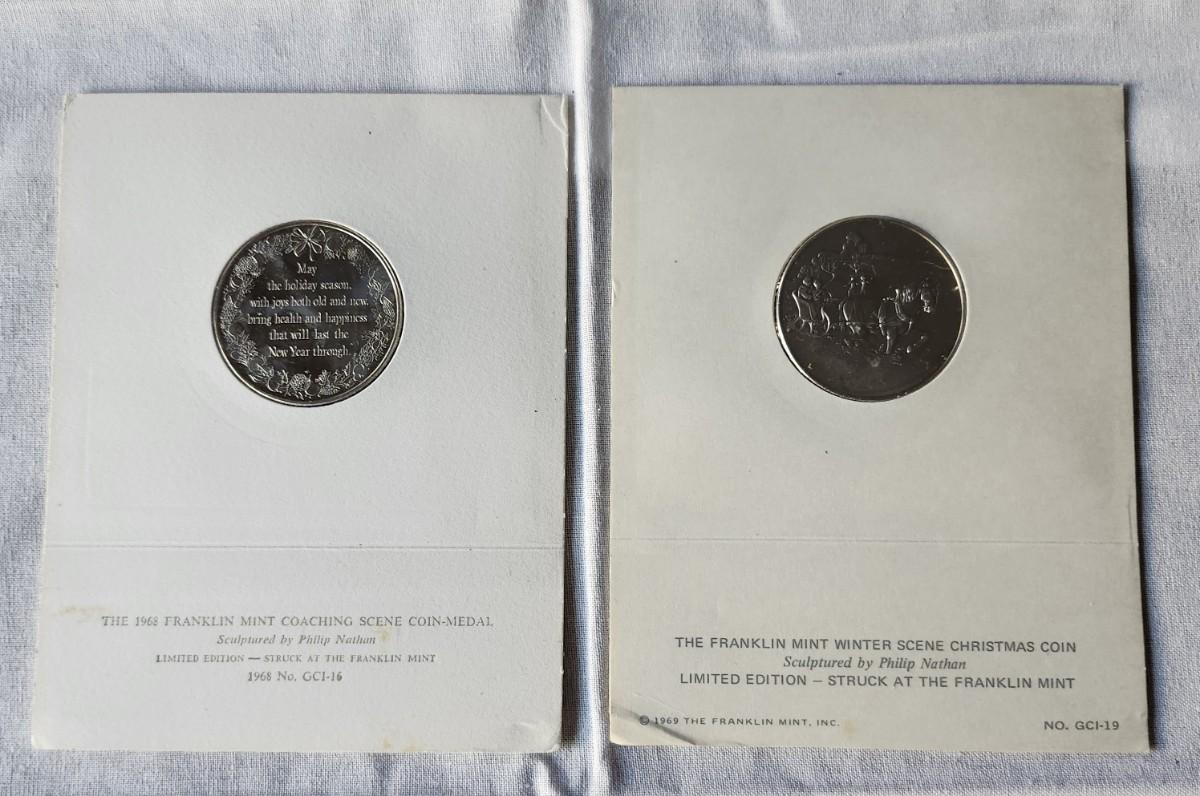 May
the holiday season,
with joys both old and new,
bring health and happiness
that will last the
New Year through.
THE 1968 FRANKLIN MINT COACHING SCENE COIN-MEDAL
Sculptured by Philip Nathan
LIMITED EDITION — STRUCK AT THE FRANKLIN MINT
1968 No. GCI-16
THE FRANKLIN MINT WINTER SCENE CHRISTMAS COIN
Sculptured by Philip Nathan
LIMITED EDITION – STRUCK AT THE FRANKLIN MINT
© 1969 THE FRANKLIN MINT, INC.
NO. GCI-19